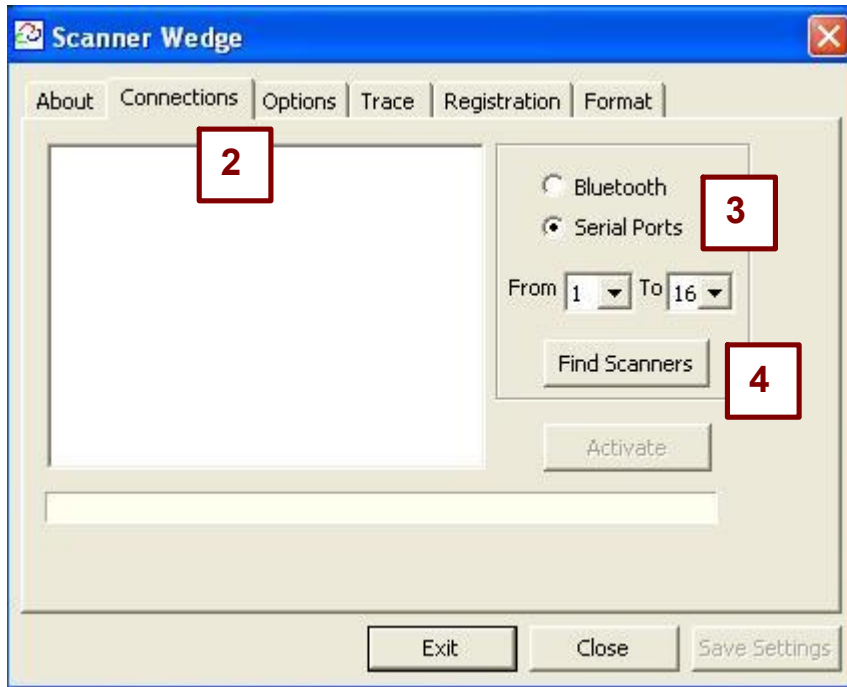 Scanner Wedge
About Connections Options Trace Registration Format
2
Bluetooth
3
Serial Ports
From 1 To 16
Find Scanners
4
Activate
Exit Close Save Settings